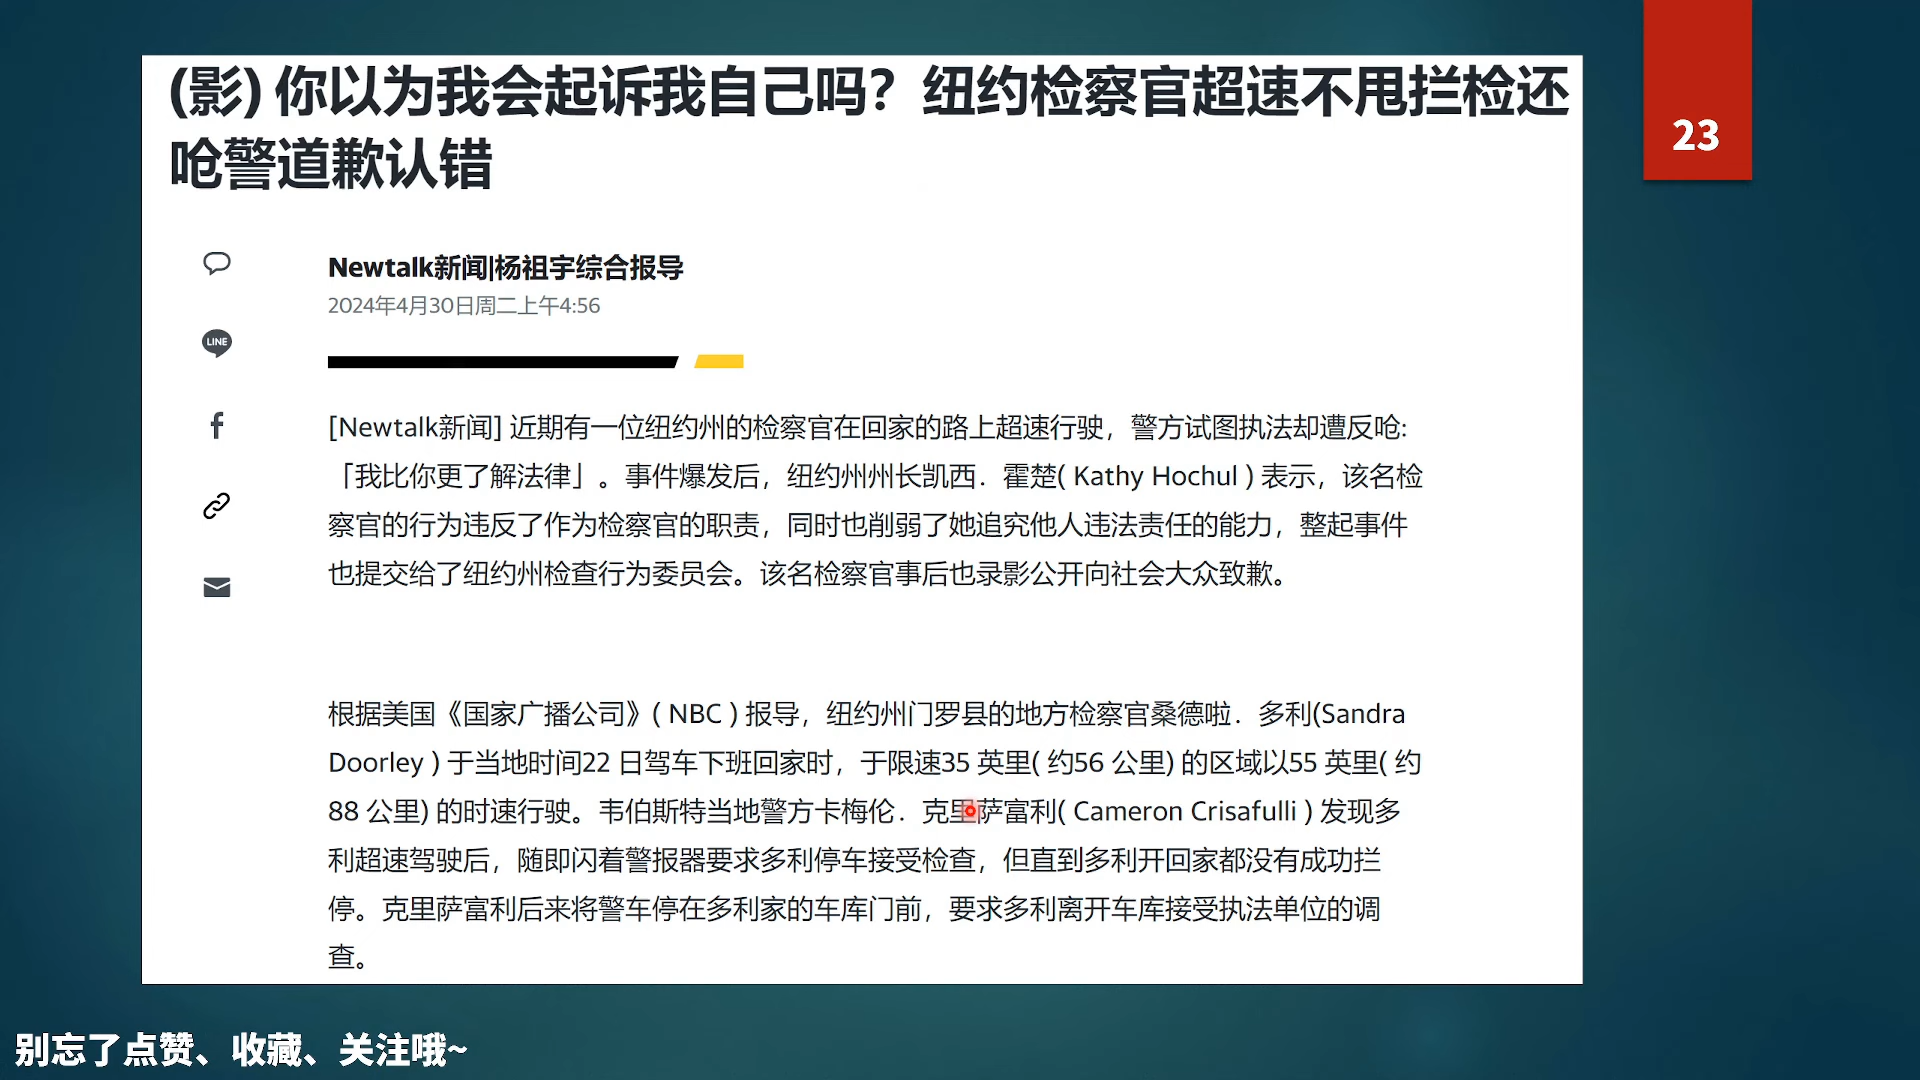 (影) 你以为我会起诉我自己吗？纽约检察官超速不甩拦检还
呛警道歉认错
23
Newtalk新闻|杨祖宇综合报导
2024年4月30日周二上午4:56
LINE
[Newtalk新闻] 近期有一位纽约州的检察官在回家的路上超速行驶，警方试图执法却遭反呛:
「我比你更了解法律」。事件爆发后，纽约州州长凯西．霍楚( Kathy Hochul ) 表示，该名检
察官的行为违反了作为检察官的职责，同时也削弱了她追究他人违法责任的能力，整起事件
也提交给了纽约州检查行为委员会。该名检察官事后也录影公开向社会大众致歉。
根据美国《国家广播公司》( NBC ) 报导，纽约州门罗县的地方检察官桑德啦．多利(Sandra
Doorley ) 于当地时间22 日驾车下班回家时，于限速35 英里( 约56 公里) 的区域以55 英里( 约
88 公里) 的时速行驶。韦伯斯特当地警方卡梅伦．克里萨富利( Cameron Crisafulli ) 发现多
利超速驾驶后，随即闪着警报器要求多利停车接受检查，但直到多利开回家都没有成功拦
停。克里萨富利后来将警车停在多利家的车库门前，要求多利离开车库接受执法单位的调
查。
别忘了点赞、收藏、关注哦~